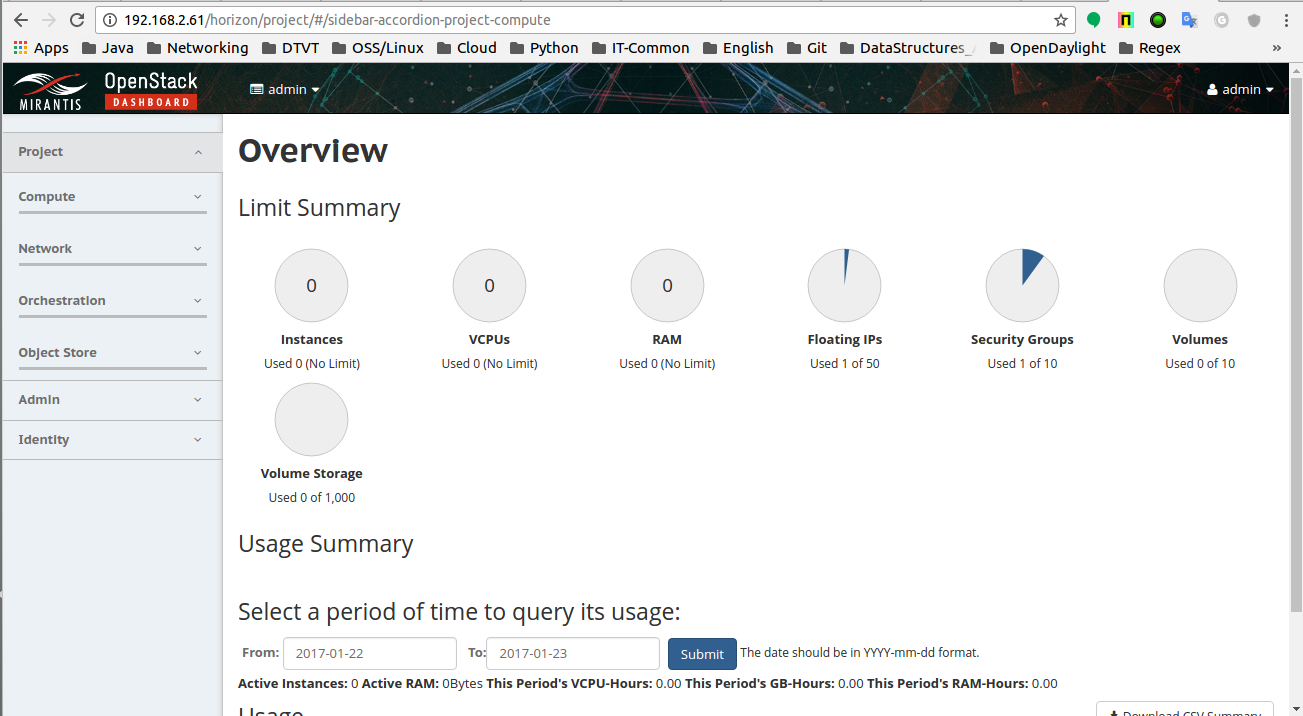 192.168.2.61/horizon/project/#/sidebar-accordion-project-compute
Apps Java Networking DTVT OSS/Linux Cloud Python IT-Common English Git DataStructures_ OpenDaylight Regex »
MIRANTIS OpenStack DASHBOARD admin admin
Project
Compute
Network
Orchestration
Object Store
Admin
Identity
Overview
Limit Summary
0 0 0
Instances VCPUs RAM Floating IPs Security Groups Volumes
Used 0 (No Limit) Used 0 (No Limit) Used 0 (No Limit) Used 1 of 50 Used 1 of 10 Used 0 of 10
Volume Storage
Used 0 of 1,000
Usage Summary
Select a period of time to query its usage:
From: 2017-01-22 To: 2017-01-23 Submit The date should be in YYYY-mm-dd format.
Active Instances: 0 Active RAM: 0Bytes This Period's VCPU-Hours: 0.00 This Period's GB-Hours: 0.00 This Period's RAM-Hours: 0.00
Usage Download CSV Summary